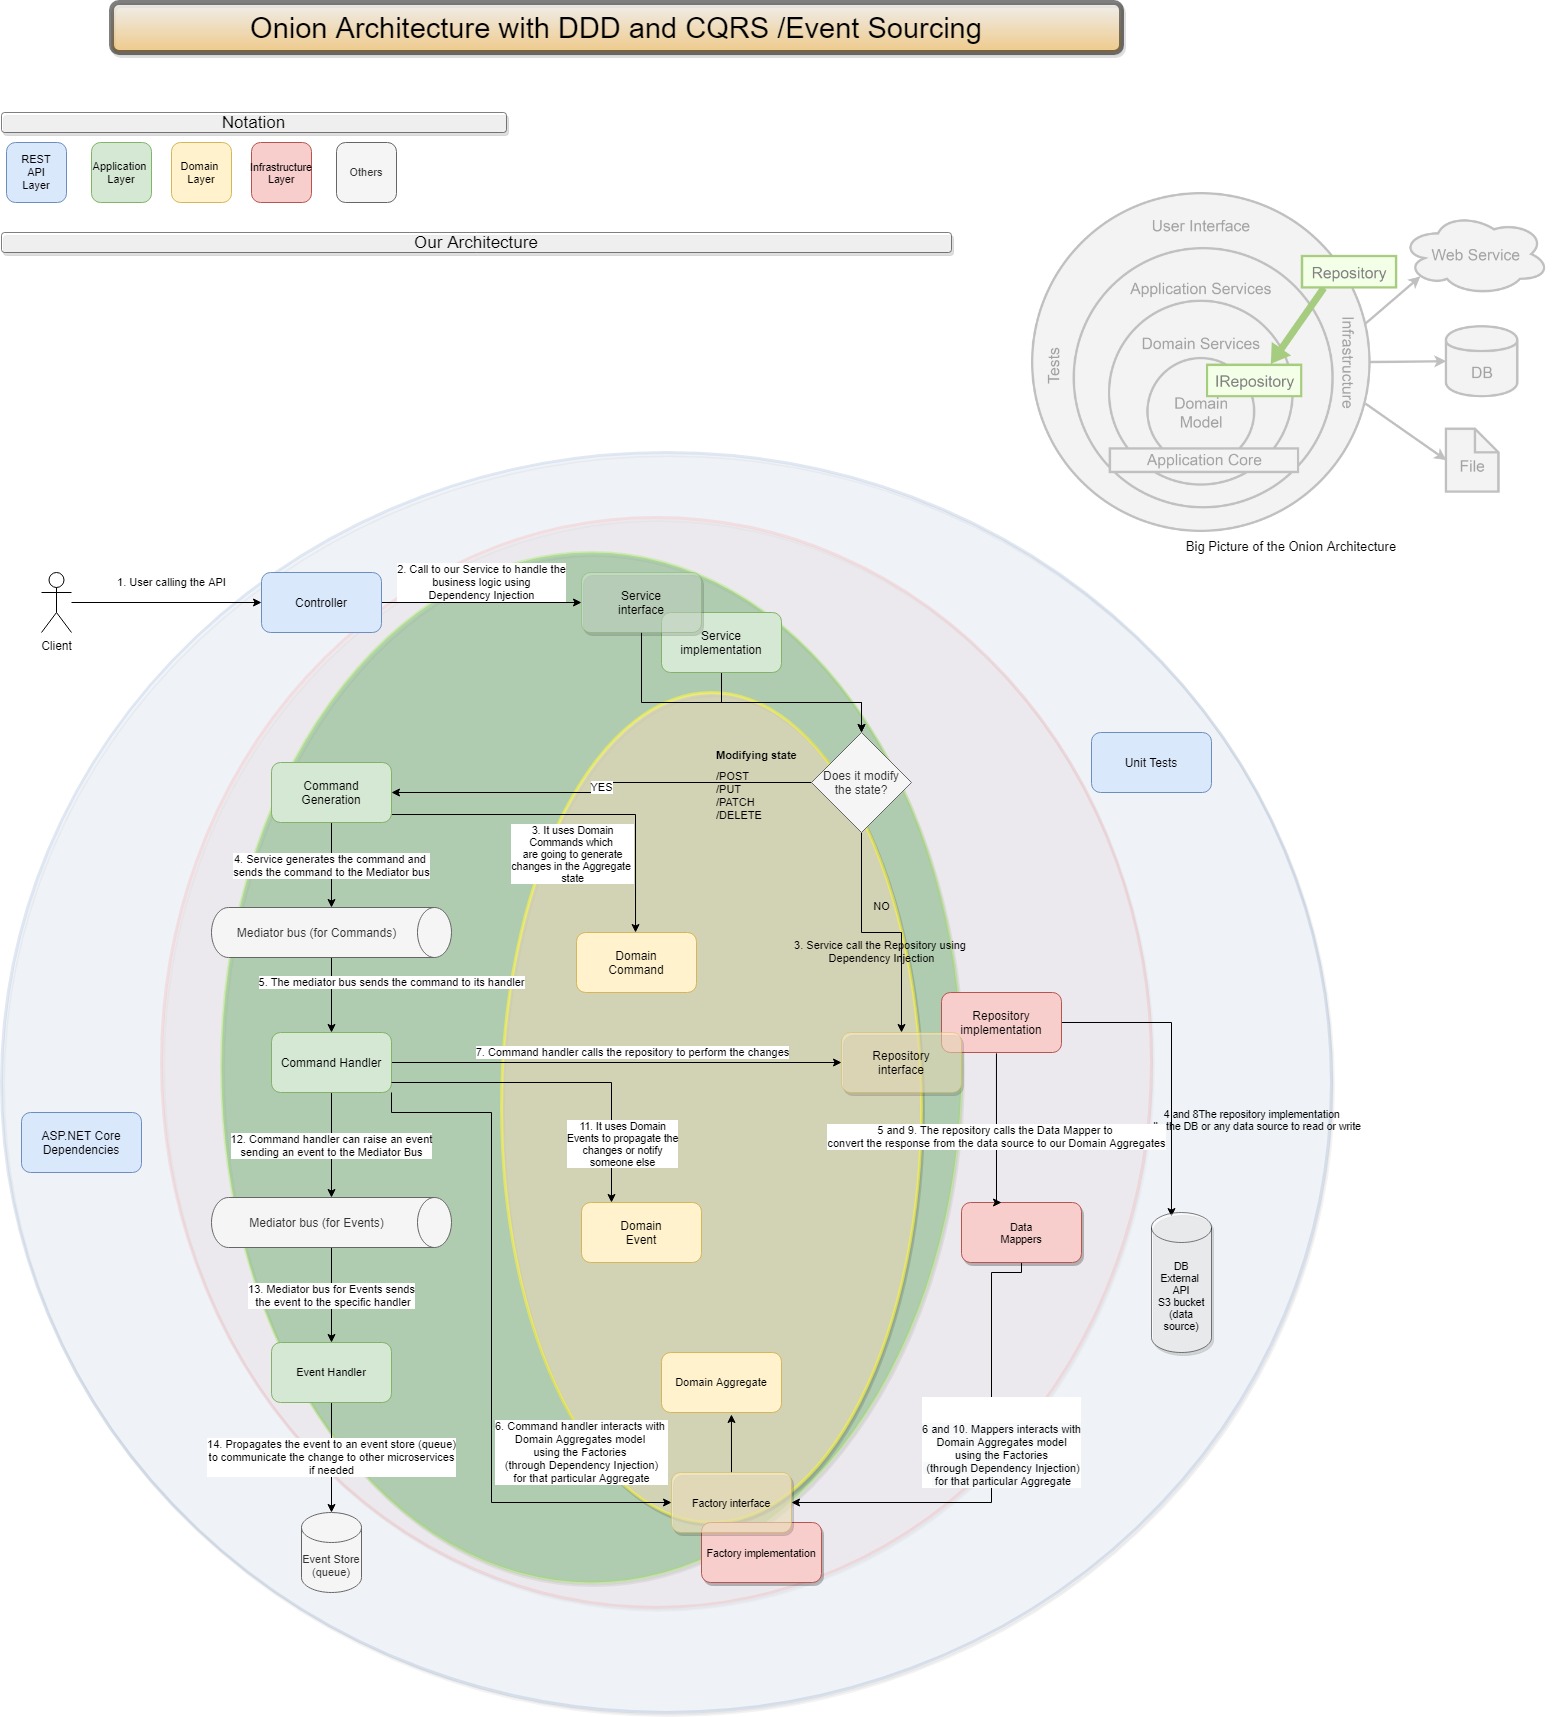 Onion Architecture with DDD and CQRS /Event Sourcing
Notation
REST
API
Layer
Application
Layer
Domain
Layer
Infrastructure
Layer
Others
Our Architecture
User Interface
Application Services
Domain Services
Domain
Model
Application Core
Tests
Infrastructure
Repository
IRepository
Web Service
DB
File
Big Picture of the Onion Architecture
Client
1. User calling the API
Controller
2. Call to our Service to handle the
business logic using
Dependency Injection
Service
interface
Service
implementation
Does it modify
the state?
Modifying state
/POST
/PUT
/PATCH
/DELETE
YES
Command
Generation
Unit Tests
3. It uses Domain
Commands which
are going to generate
changes in the Aggregate
state
4. Service generates the command and
sends the command to the Mediator bus
NO
Mediator bus (for Commands)
Domain
Command
3. Service call the Repository using
Dependency Injection
5. The mediator bus sends the command to its handler
Repository
implementation
Command Handler
7. Command handler calls the repository to perform the changes
Repository
interface
ASP.NET Core
Dependencies
12. Command handler can raise an event
sending an event to the Mediator Bus
11. It uses Domain
Events to propagate the
changes or notify
someone else
5 and 9. The repository calls the Data Mapper to
convert the response from the data source to our Domain Aggregates
4 and 8The repository implementation
the DB or any data source to read or write
Mediator bus (for Events)
Domain
Event
Data
Mappers
DB
External
API
S3 bucket
(data
source)
13. Mediator bus for Events sends
the event to the specific handler
Event Handler
Domain Aggregate
14. Propagates the event to an event store (queue)
to communicate the change to other microservices
if needed
6. Command handler interacts with
Domain Aggregates model
using the Factories
(through Dependency Injection)
for that particular Aggregate
6 and 10. Mappers interacts with
Domain Aggregates model
using the Factories
(through Dependency Injection)
for that particular Aggregate
Factory interface
Factory implementation
Event Store
(queue)